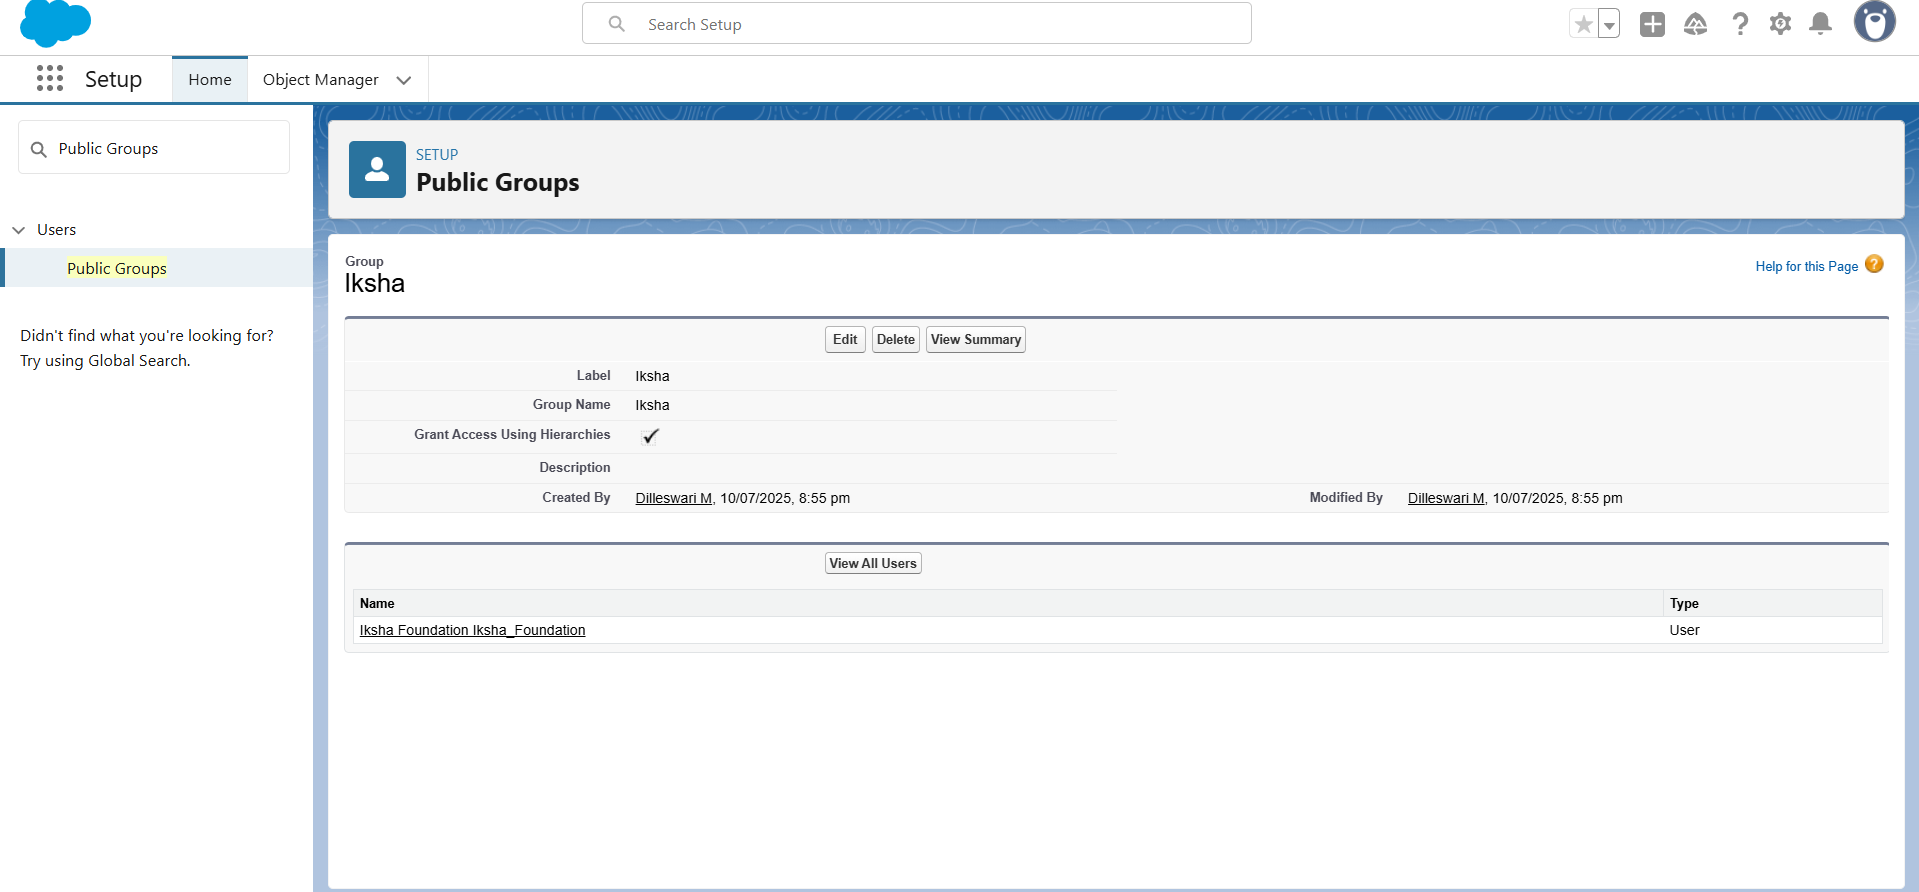 Search Setup
Setup
Home
Object Manager
Public Groups
Users
Public Groups
Didn't find what you're looking for?
Try using Global Search.
SETUP
Public Groups
Group
Iksha
Help for this Page ?
Edit
Delete
View Summary
Label Iksha
Group Name Iksha
Grant Access Using Hierarchies
Description
Created By Dilleswari M, 10/07/2025, 8:55 pm
Modified By Dilleswari M, 10/07/2025, 8:55 pm
View All Users
Name Type
Iksha Foundation Iksha_Foundation User